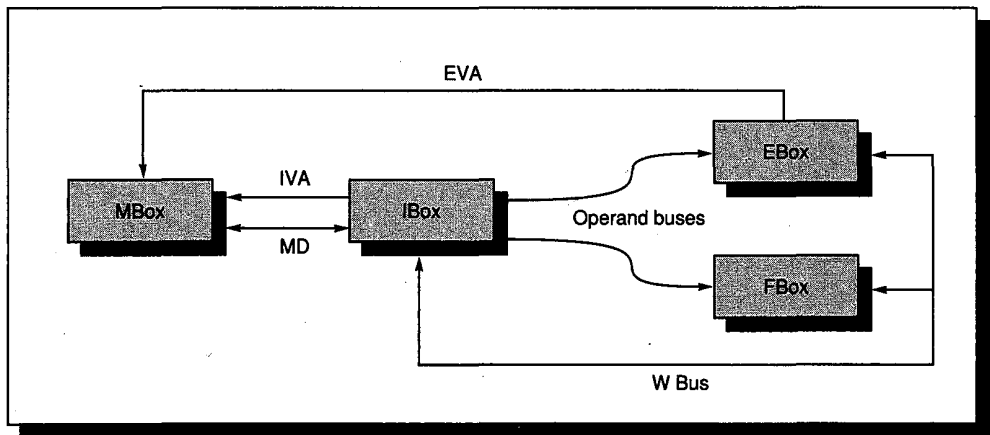 EVA
EBox
IVA
MBox
IBox
Operand buses
MD
FBox
W Bus